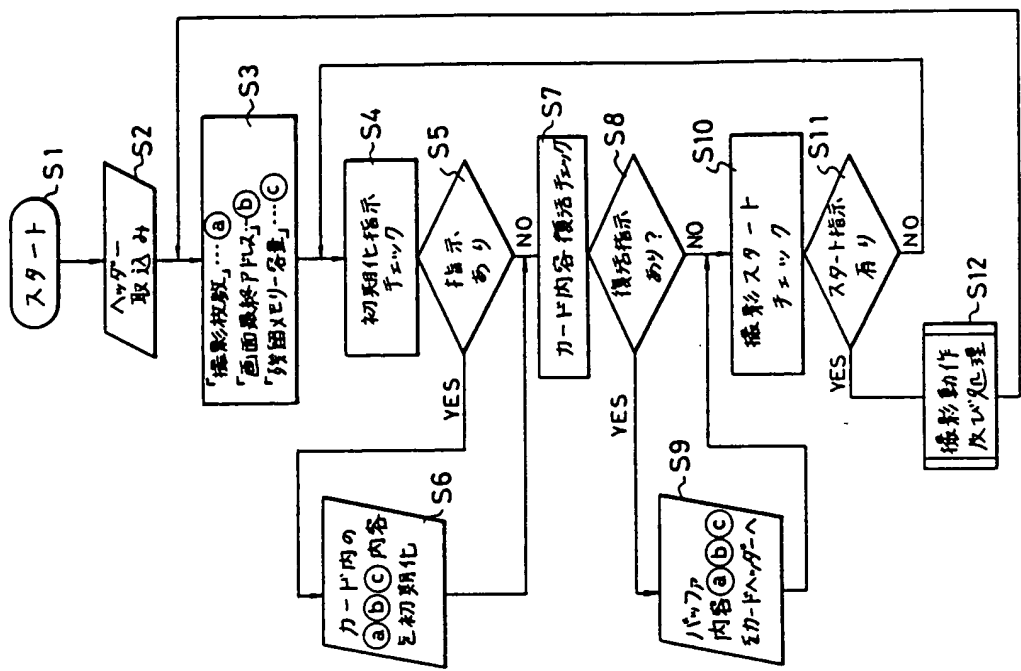 スタート
S1
ヘッダー
取込み
S2
「撮影枚数」…ⓐ
「画面最終アドレス」…ⓑ
「残留メモリー容量」…ⓒ
S3
初期化指示
チェック
S4
指示、
あり
S5
YES
NO
カード内の
ⓐⓑⓒ内容
を初期化
S6
カード内容復活チェック
S7
復活指示
あり?
S8
YES
NO
バッファ
内容ⓐⓑⓒ
をカードヘッダーへ
S9
撮影スタート
チェック
S10
スタート指示
有り
S11
YES
NO
撮影動作
及び処理
S12